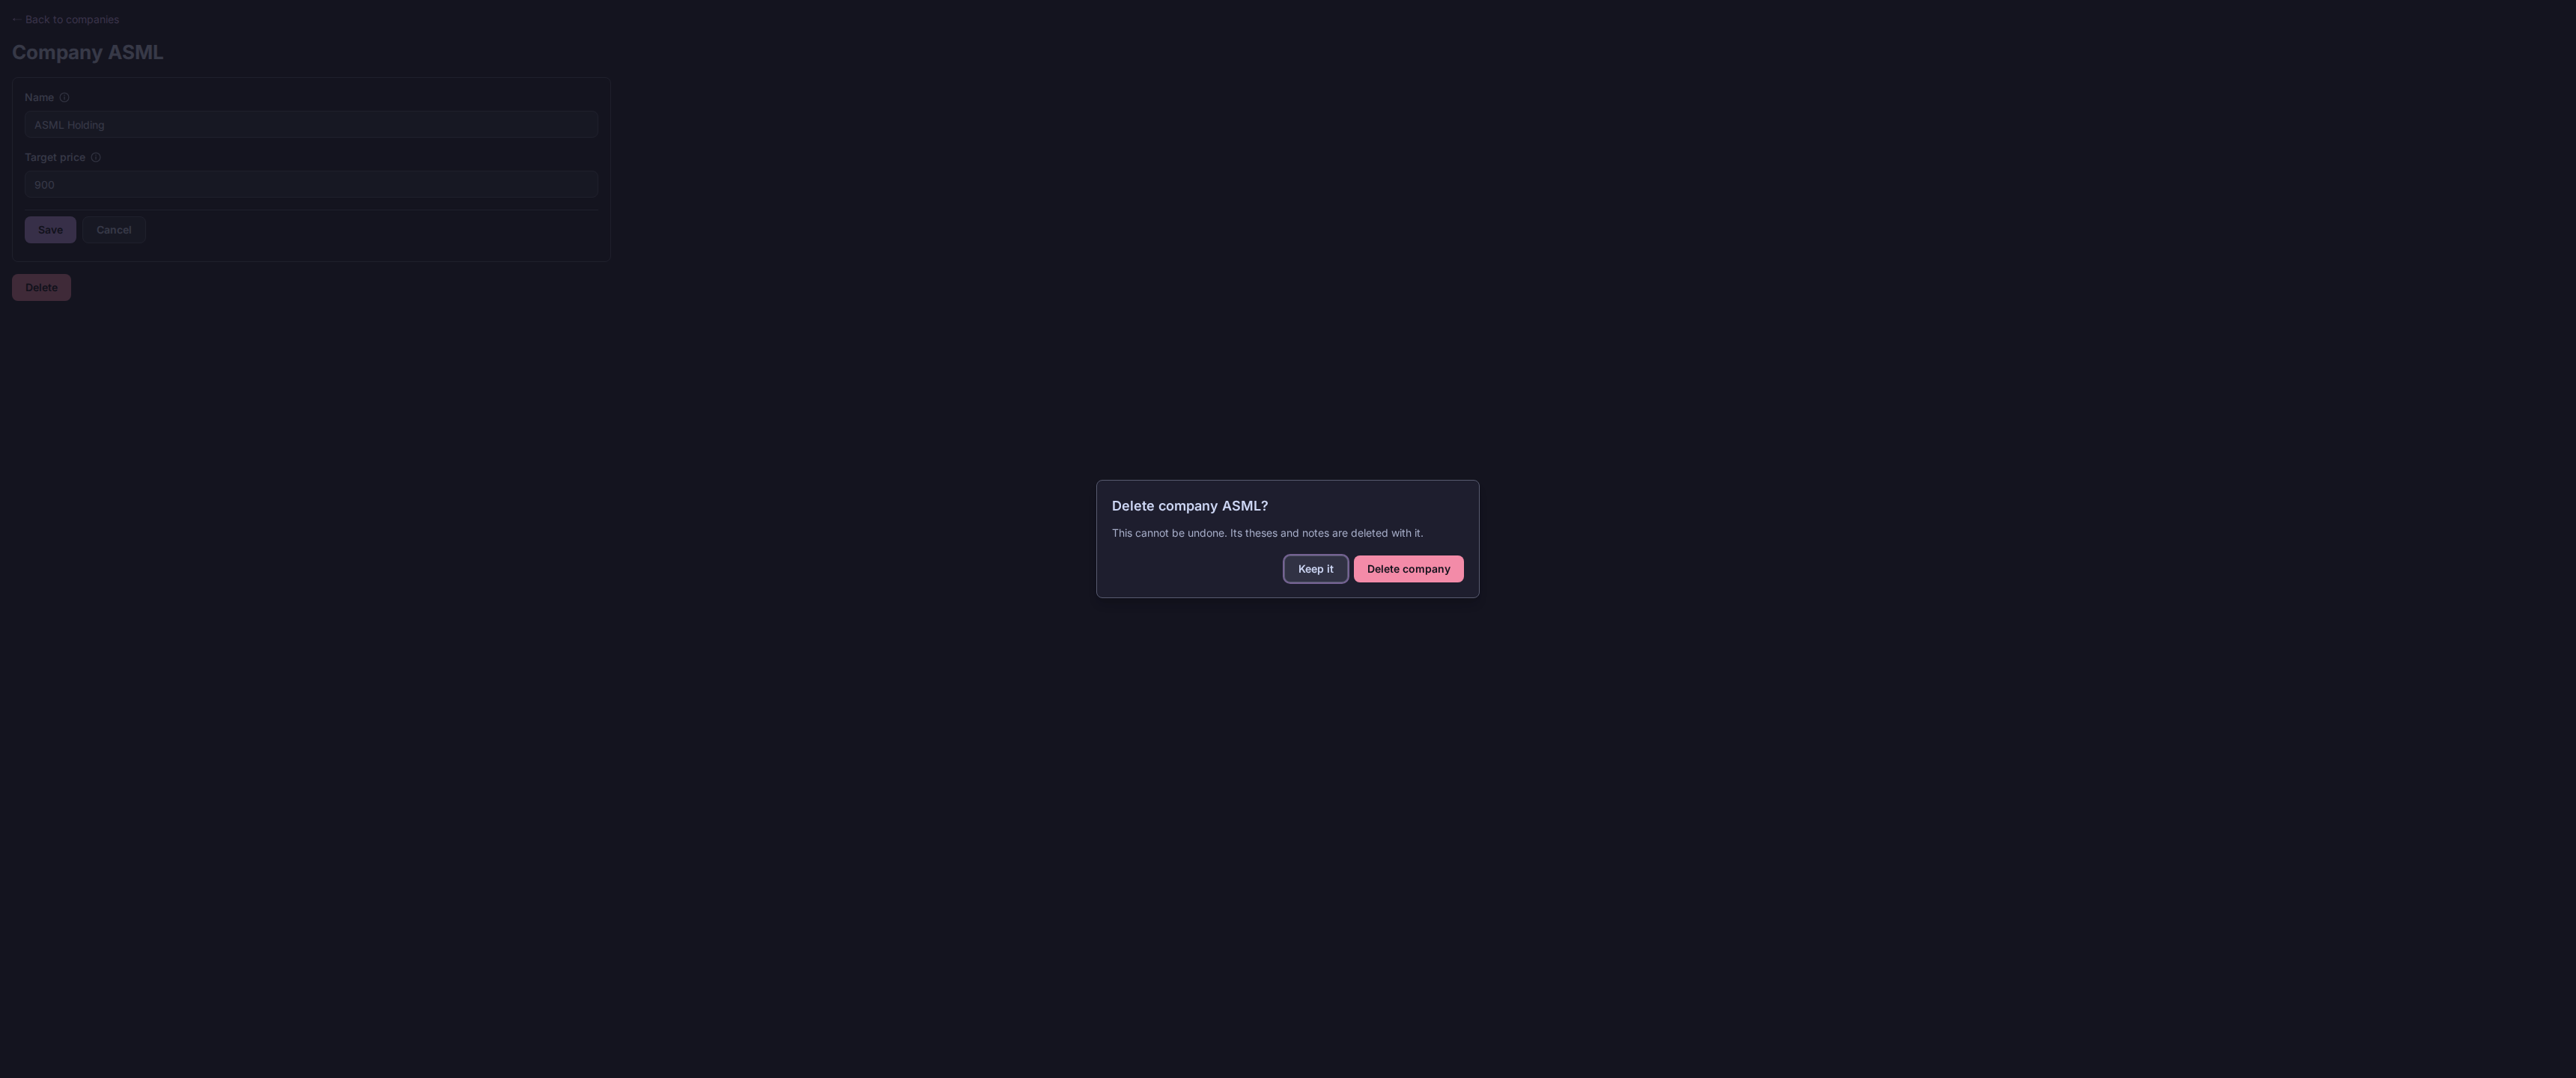 ← Back to companies
Company ASML
Name
ASML Holding
Target price
900
Save Cancel
Delete
Delete company ASML?
This cannot be undone. Its theses and notes are deleted with it.
Keep it Delete company